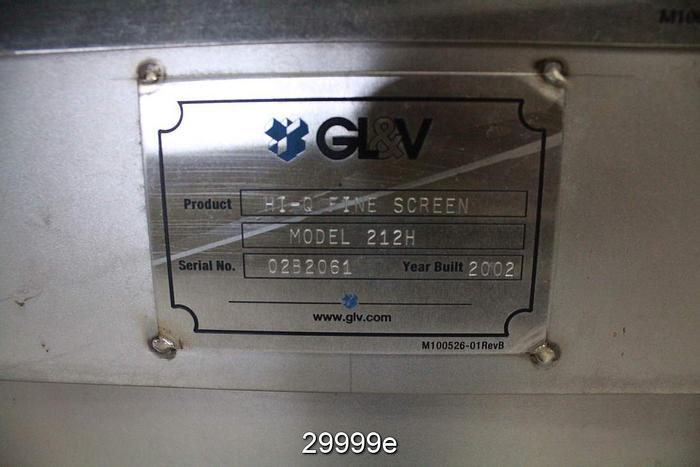 M100
GL&V
Product HI-Q FINE SCREEN
MODEL 212H
Serial No. 02B2061 Year Built 2002
www.glv.com
M100526-01RevB
29999e